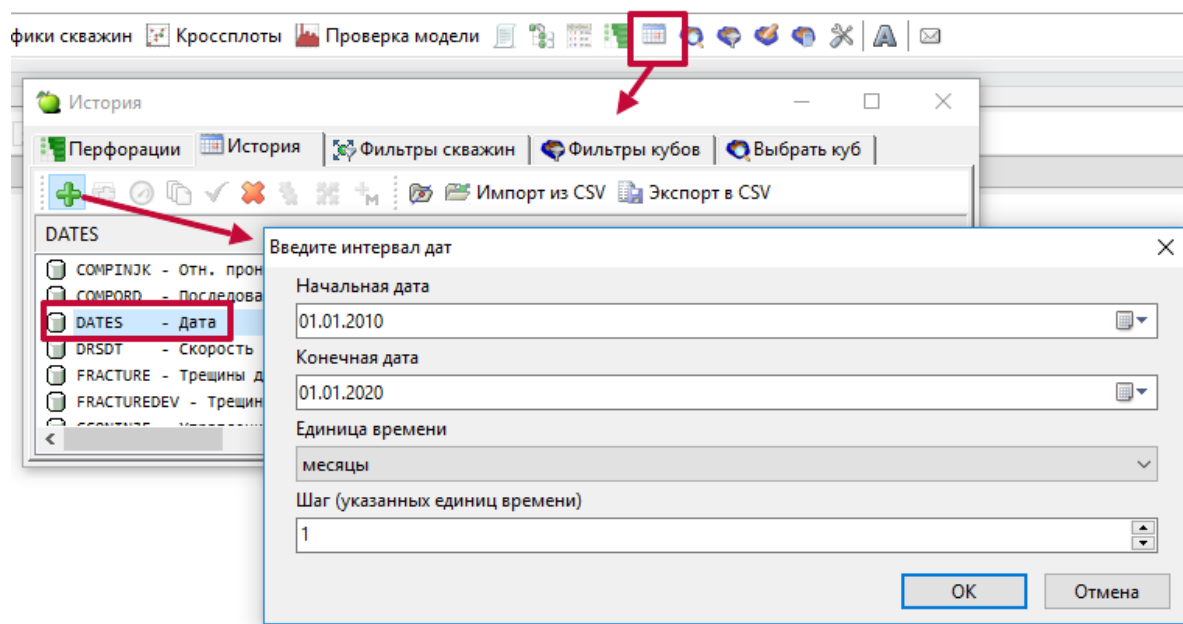 фики скважин Кроссплоты Проверка модели
История
Перфорации История Фильтры скважин Фильтры кубов Выбрать куб
Импорт из CSV Экспорт в CSV
DATES
COMPINJK - Отн. прон
COMPORD - Последова
DATES - Дата
DRSDT - Скорость
FRACTURE - Трещины д
FRACTUREDEV - Трещин
Введите интервал дат
Начальная дата
01.01.2010
Конечная дата
01.01.2020
Единица времени
месяцы
Шаг (указанных единиц времени)
1
OK Отмена